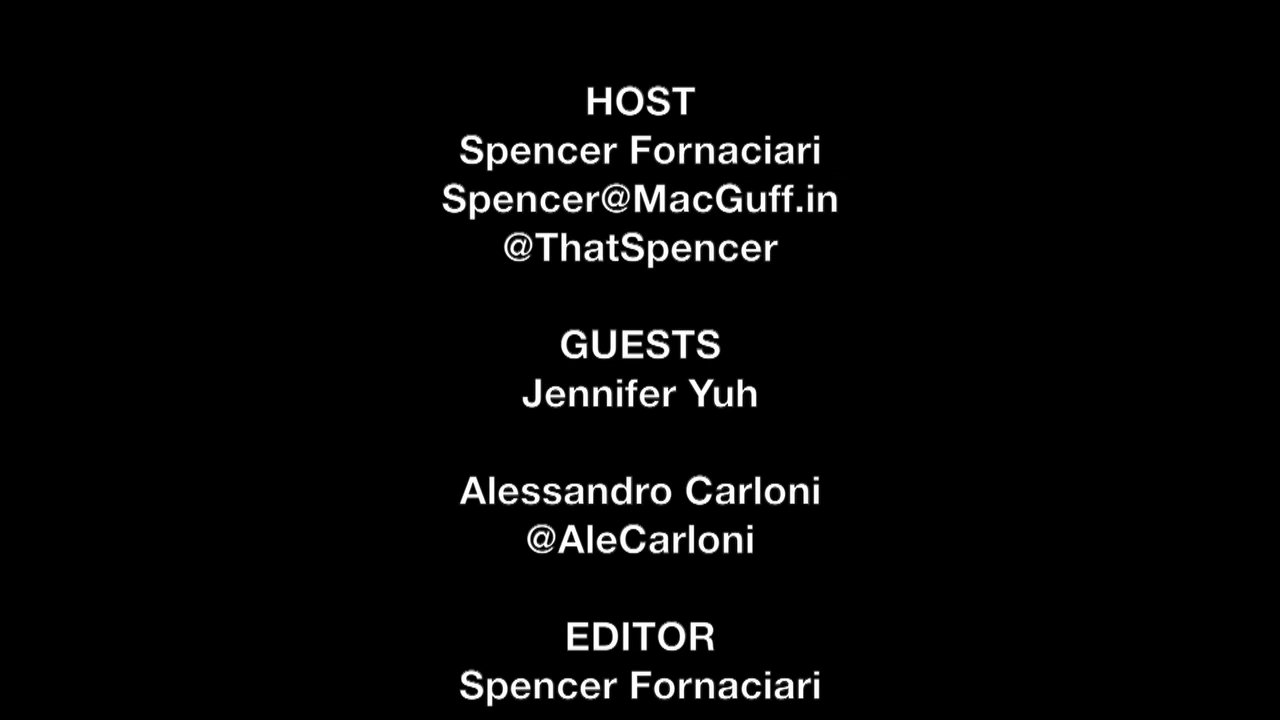 HOST
Spencer Fornaciari
Spencer@MacGuff.in
@ThatSpencer
GUESTS
Jennifer Yuh
Alessandro Carloni
@AleCarloni
EDITOR
Spencer Fornaciari